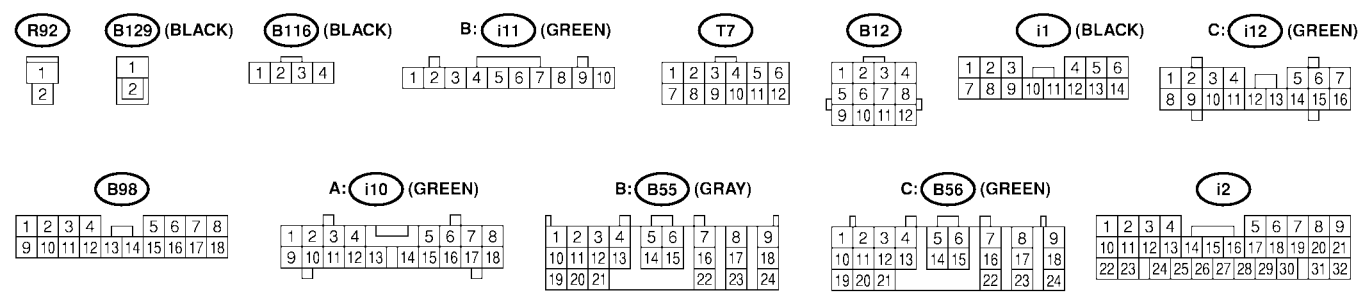 R92 B129 (BLACK) B116 (BLACK) B: i11 (GREEN) T7 B12 i1 (BLACK) C: i12 (GREEN)
1 1 1 2 3 4 1 2 3 4 5 6 7 8 9 10 1 2 3 4 5 6 1 2 3 4 1 2 3 4 5 6 1 2 3 4 5 6 7
2 2 7 8 9 10 11 12 5 6 7 8 7 8 9 10 11 12 13 14 8 9 10 11 12 13 14 15 16
9 10 11 12
B98 A: i10 (GREEN) B: B55 (GRAY) C: B56 (GREEN) i2
1 2 3 4 5 6 7 8 1 2 3 4 5 6 7 8 1 2 3 4 5 6 7 8 9 1 2 3 4 5 6 7 8 9 1 2 3 4 5 6 7 8 9
9 10 11 12 13 14 15 16 17 18 9 10 11 12 13 14 15 16 17 18 10 11 12 13 14 15 16 17 18 10 11 12 13 14 15 16 17 18 10 11 12 13 14 15 16 17 18 19 20 21
19 20 21 22 23 24 19 20 21 22 23 24 22 23 24 25 26 27 28 29 30 31 32